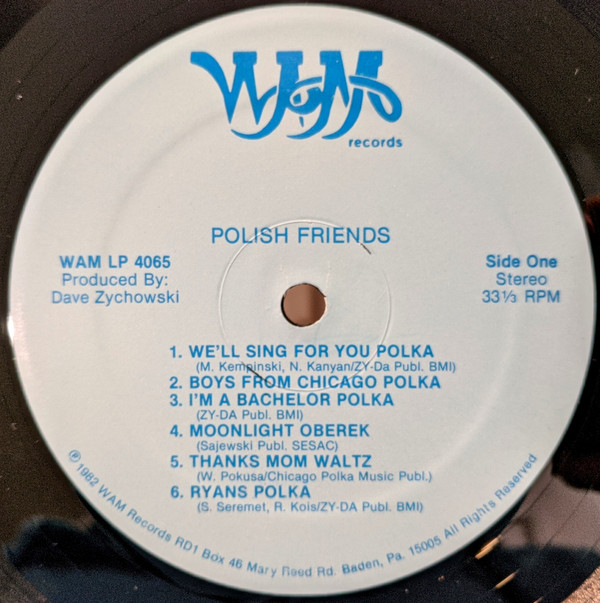 WAM
records
POLISH FRIENDS
WAM LP 4065
Produced By:
Dave Zychowski
Side One
Stereo
33⅓ RPM
1. WE'LL SING FOR YOU POLKA
(M. Kempinski, N. Kanyan/ZY-Da Publ. BMI)
2. BOYS FROM CHICAGO POLKA
3. I'M A BACHELOR POLKA
(ZY-DA Publ. BMI)
4. MOONLIGHT OBEREK
(Sajewski Publ. SESAC)
5. THANKS MOM WALTZ
(W. Pokusa/Chicago Polka Music Publ.)
6. RYANS POLKA
(S. Seremet, R. Kois/ZY-DA Publ. BMI)
℗ 1982 WAM Records RD1 Box 46 Mary Reed Rd. Baden, Pa. 15005 All Rights Reserved